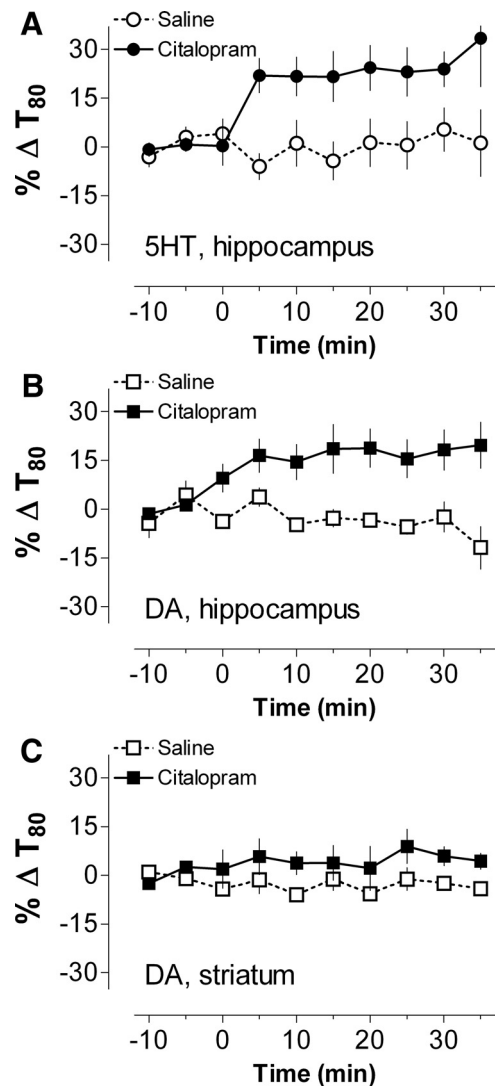 A
Saline
Citalopram
% Δ T80
30
15
0
-15
-30
5HT, hippocampus
-10 0 10 20 30
Time (min)
B
Saline
Citalopram
% Δ T80
30
15
0
-15
-30
DA, hippocampus
-10 0 10 20 30
Time (min)
C
Saline
Citalopram
% Δ T80
30
15
0
-15
-30
DA, striatum
-10 0 10 20 30
Time (min)